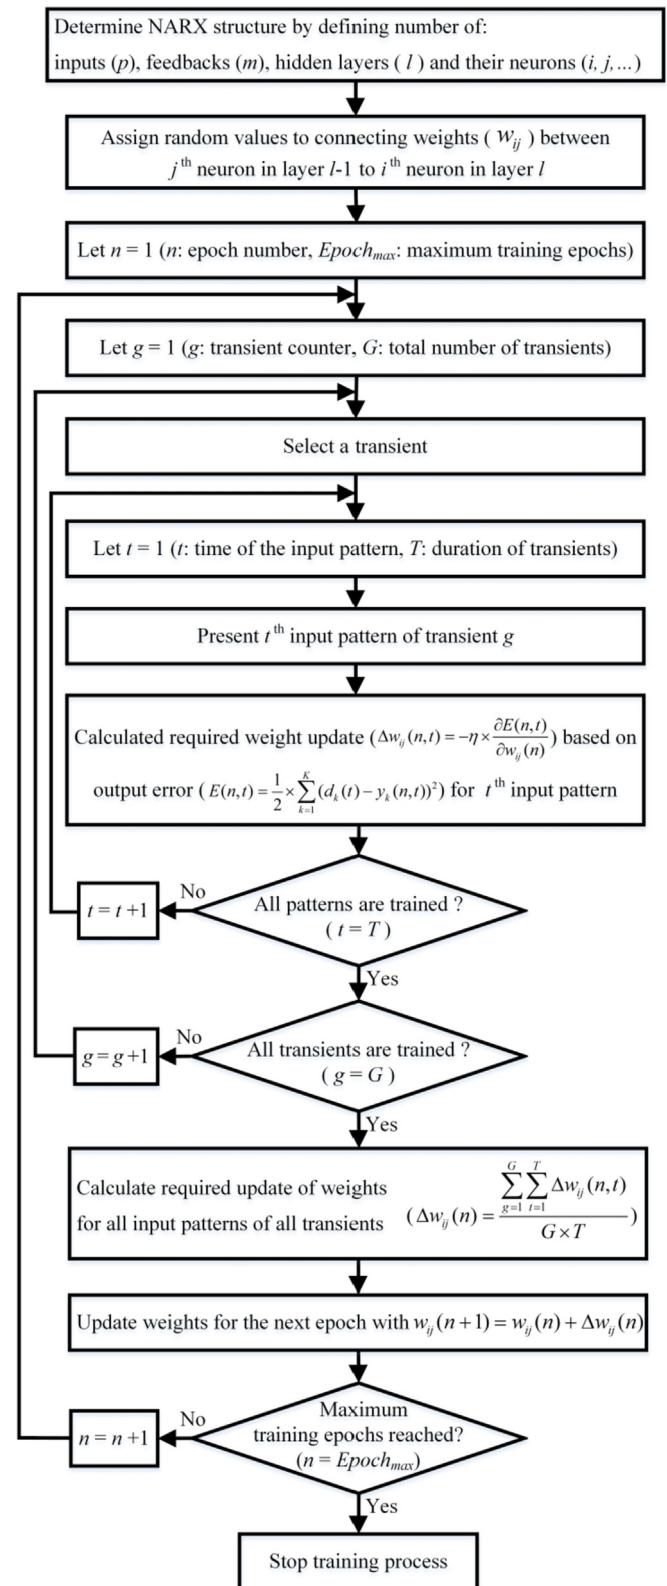 Determine NARX structure by defining number of:
inputs (p), feedbacks (m), hidden layers ( l ) and their neurons (i, j,...)
Assign random values to connecting weights ( w_ij ) between
j^th neuron in layer l-1 to i^th neuron in layer l
Let n = 1 (n: epoch number, Epoch_max: maximum training epochs)
Let g = 1 (g: transient counter, G: total number of transients)
Select a transient
Let t = 1 (t: time of the input pattern, T: duration of transients)
Present t^th input pattern of transient g
Calculated required weight update (Δw_ij(n,t) = −η × ∂E(n,t)/∂w_ij(n)) based on
output error ( E(n,t) = 1/2 × ∑_{k=1}^{K} (d_k(t) − y_k(n,t))²) for t^th input pattern
All patterns are trained ?
( t = T )
No
t = t +1
Yes
All transients are trained ?
( g = G )
No
g = g +1
Yes
Calculate required update of weights
for all input patterns of all transients (Δw_ij(n) = ∑_{g=1}^{G} ∑_{t=1}^{T} Δw_ij(n,t) / G×T)
Update weights for the next epoch with w_ij(n+1) = w_ij(n) + Δw_ij(n)
Maximum
training epochs reached?
(n = Epoch_max)
No
n = n +1
Yes
Stop training process